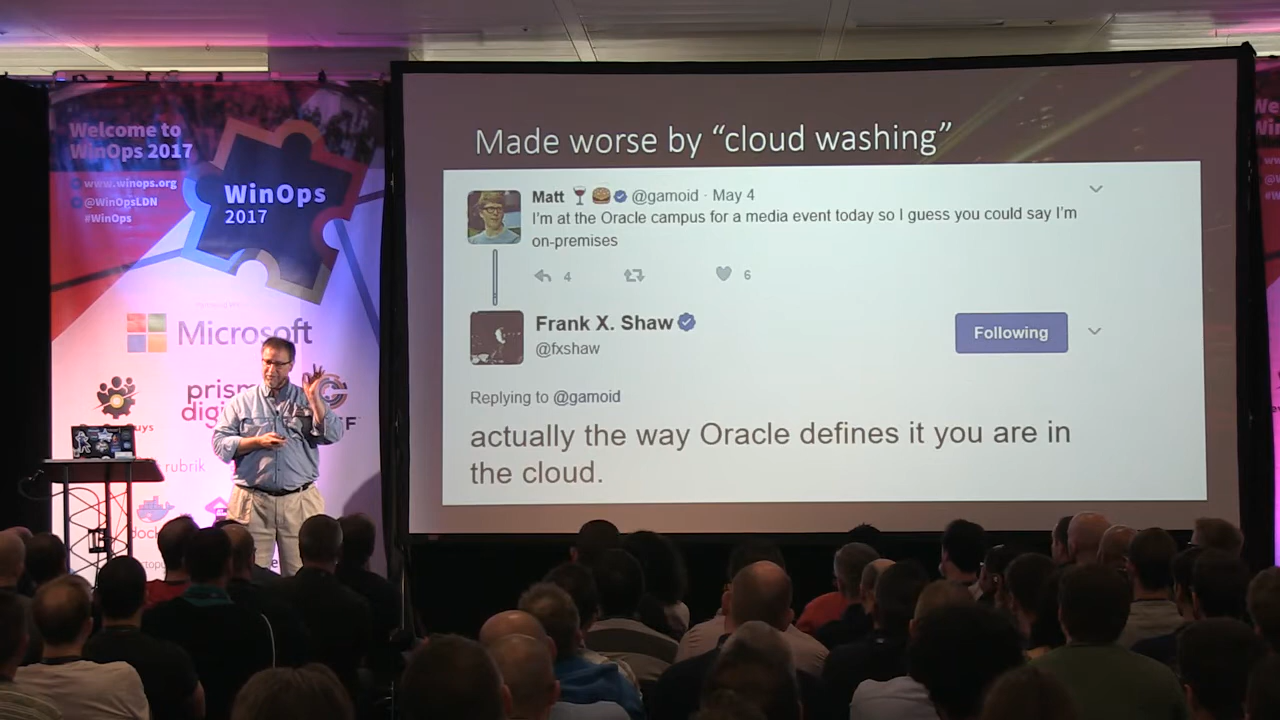 Welcome to
WinOps 2017
www.winops.org
@WinOpsLDN
#WinOps
WinOps
2017
Microsoft
rubrik
Made worse by “cloud washing”
Matt @gamoid · May 4
I’m at the Oracle campus for a media event today so I guess you could say I’m
on-premises
4
6
Frank X. Shaw
@fxshaw
Following
Replying to @gamoid
actually the way Oracle defines it you are in
the cloud.